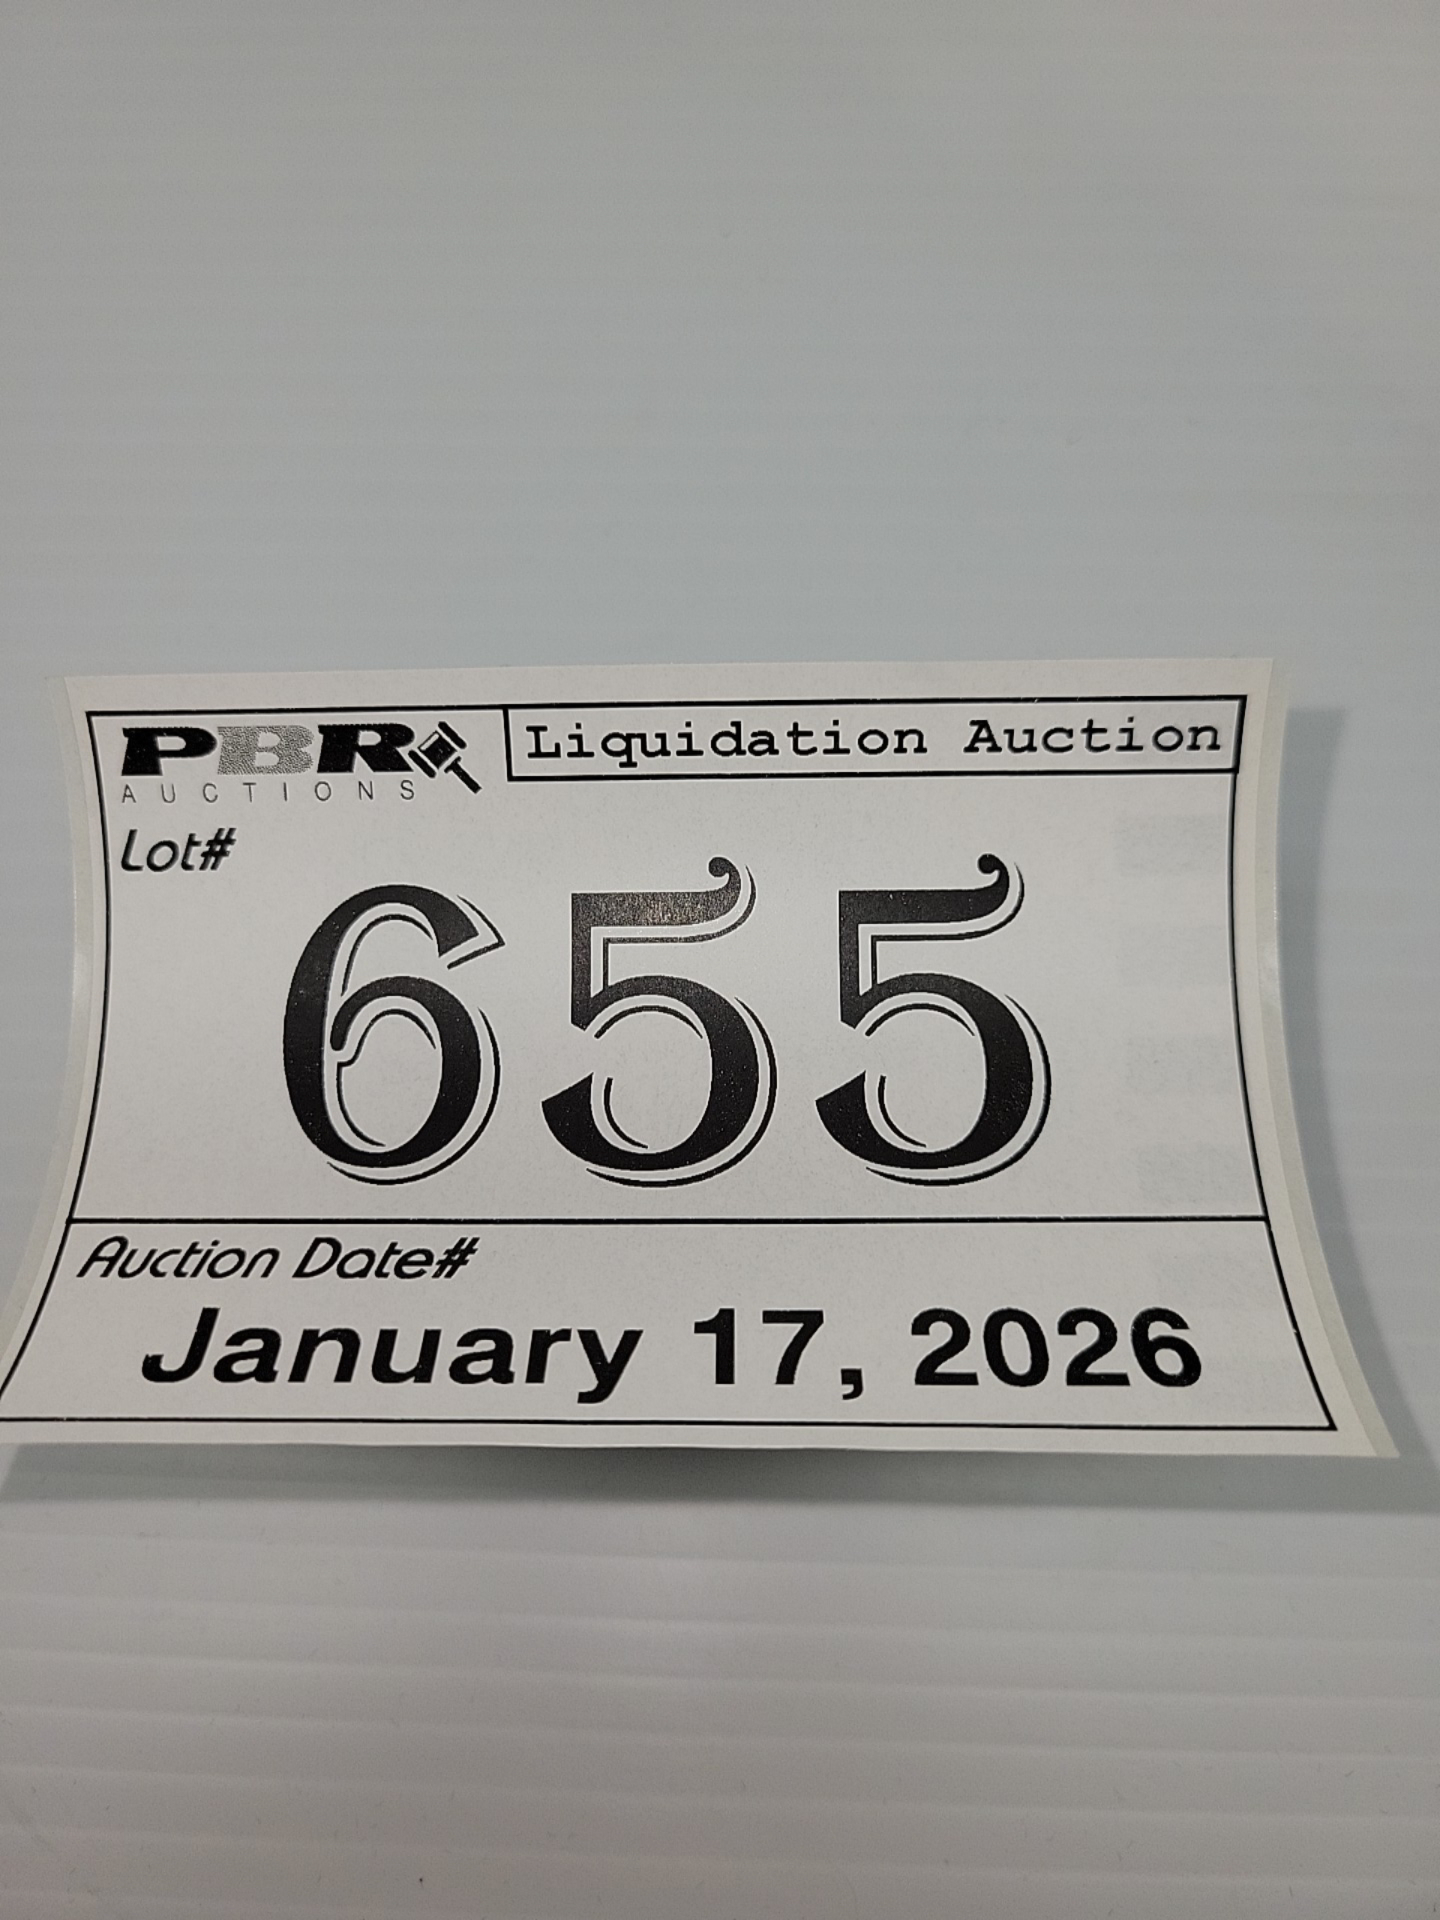 PBR
AUCTIONS
Liquidation Auction
Lot#
655
Auction Date#
January 17, 2026